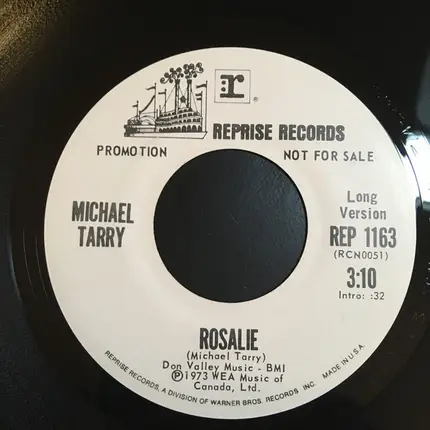 r ®
REPRISE RECORDS
PROMOTION
NOT FOR SALE
MICHAEL
TARRY
Long
Version
REP 1163
(RCN0051)
3:10
Intro: :32
ROSALIE
(Michael Tarry)
Don Valley Music - BMI
Ⓟ1973 WEA Music of
Canada, Ltd.
REPRISE RECORDS, A DIVISION OF WARNER BROS. RECORDS INC. MADE IN U.S.A.